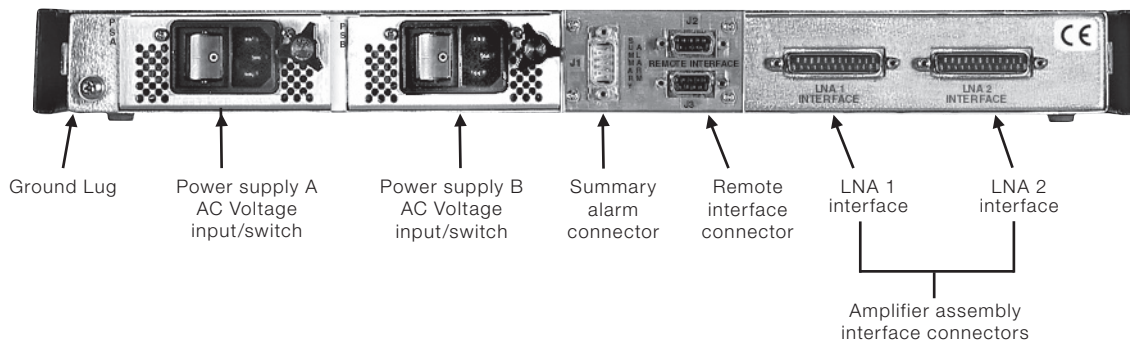 PSA
PSB
J1
SUMMARY
ALARM
J2
REMOTE INTERFACE
J3
LNA 1
INTERFACE
LNA 2
INTERFACE
CE
Ground Lug
Power supply A
AC Voltage
input/switch
Power supply B
AC Voltage
input/switch
Summary
alarm
connector
Remote
interface
connector
LNA 1
interface
LNA 2
interface
Amplifier assembly
interface connectors